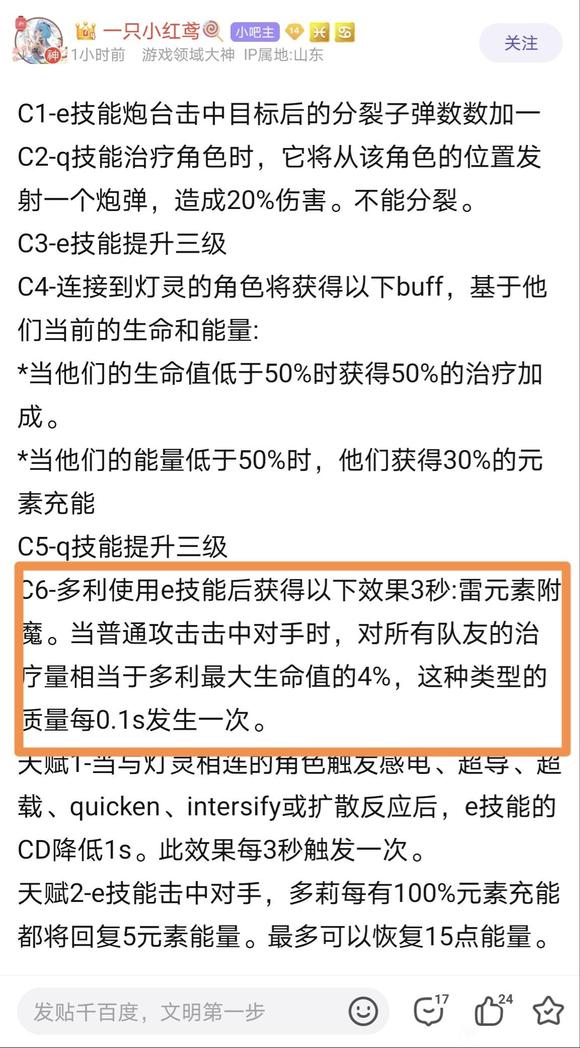 一只小红鸢 小吧主 14
关注
神 1小时前 游戏领域大神 IP属地:山东
C1-e技能炮台击中目标后的分裂子弹数数加一
C2-q技能治疗角色时，它将从该角色的位置发
射一个炮弹，造成20%伤害。不能分裂。
C3-e技能提升三级
C4-连接到灯灵的角色将获得以下buff，基于他
们当前的生命和能量:
*当他们的生命值低于50%时获得50%的治疗加
成。
*当他们的能量低于50%时，他们获得30%的元
素充能
C5-q技能提升三级
C6-多利使用e技能后获得以下效果3秒:雷元素附
魔。当普通攻击击中对手时，对所有队友的治
疗量相当于多利最大生命值的4%，这种类型的
质量每0.1s发生一次。
天赋1-当与灯灵相连的角色触发感电、超导、超
载、quicken、intersify或扩散反应后，e技能的
CD降低1s。此效果每3秒触发一次。
天赋2-e技能击中对手，多莉每有100%元素充能
都将回复5元素能量。最多可以恢复15点能量。
发贴千百度，文明第一步 17 24